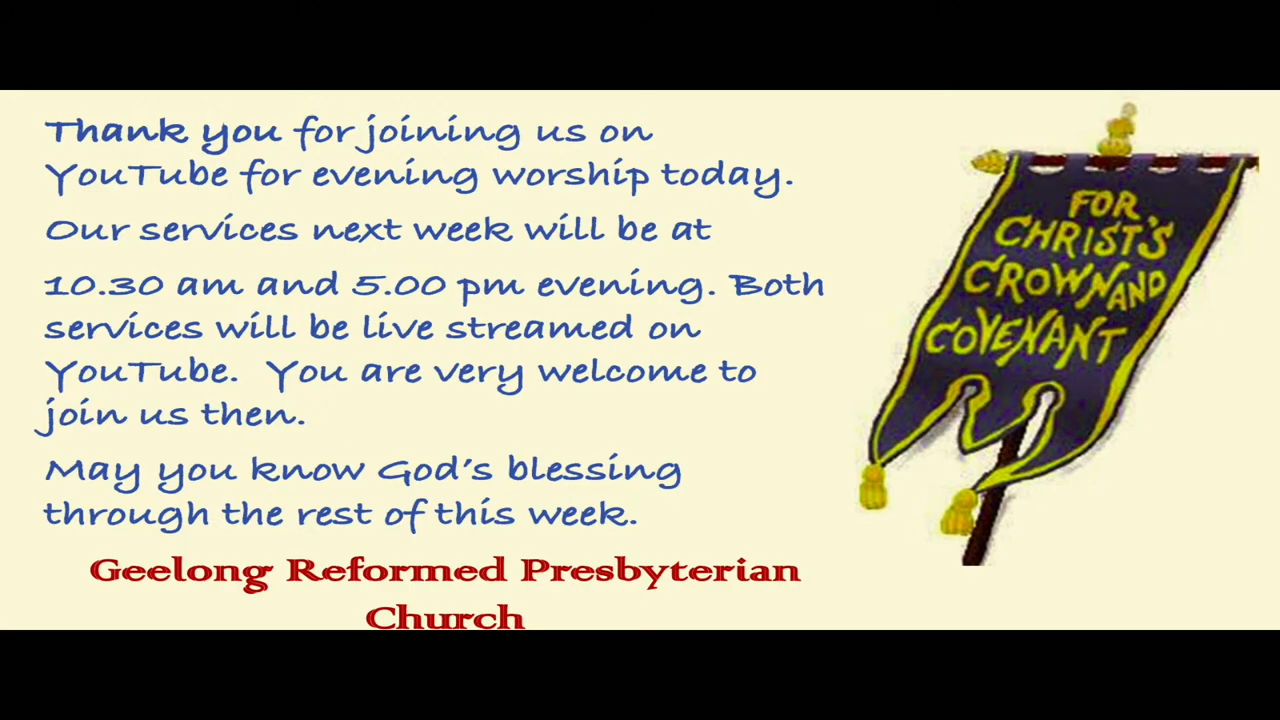 Thank you for joining us on
YouTube for evening worship today.
Our services next week will be at
10.30 am and 5.00 pm evening. Both
services will be live streamed on
YouTube. You are very welcome to
join us then.
May you know God's blessing
through the rest of this week.
Geelong Reformed Presbyterian
Church
FOR
CHRIST'S
CROWN AND
COVENANT